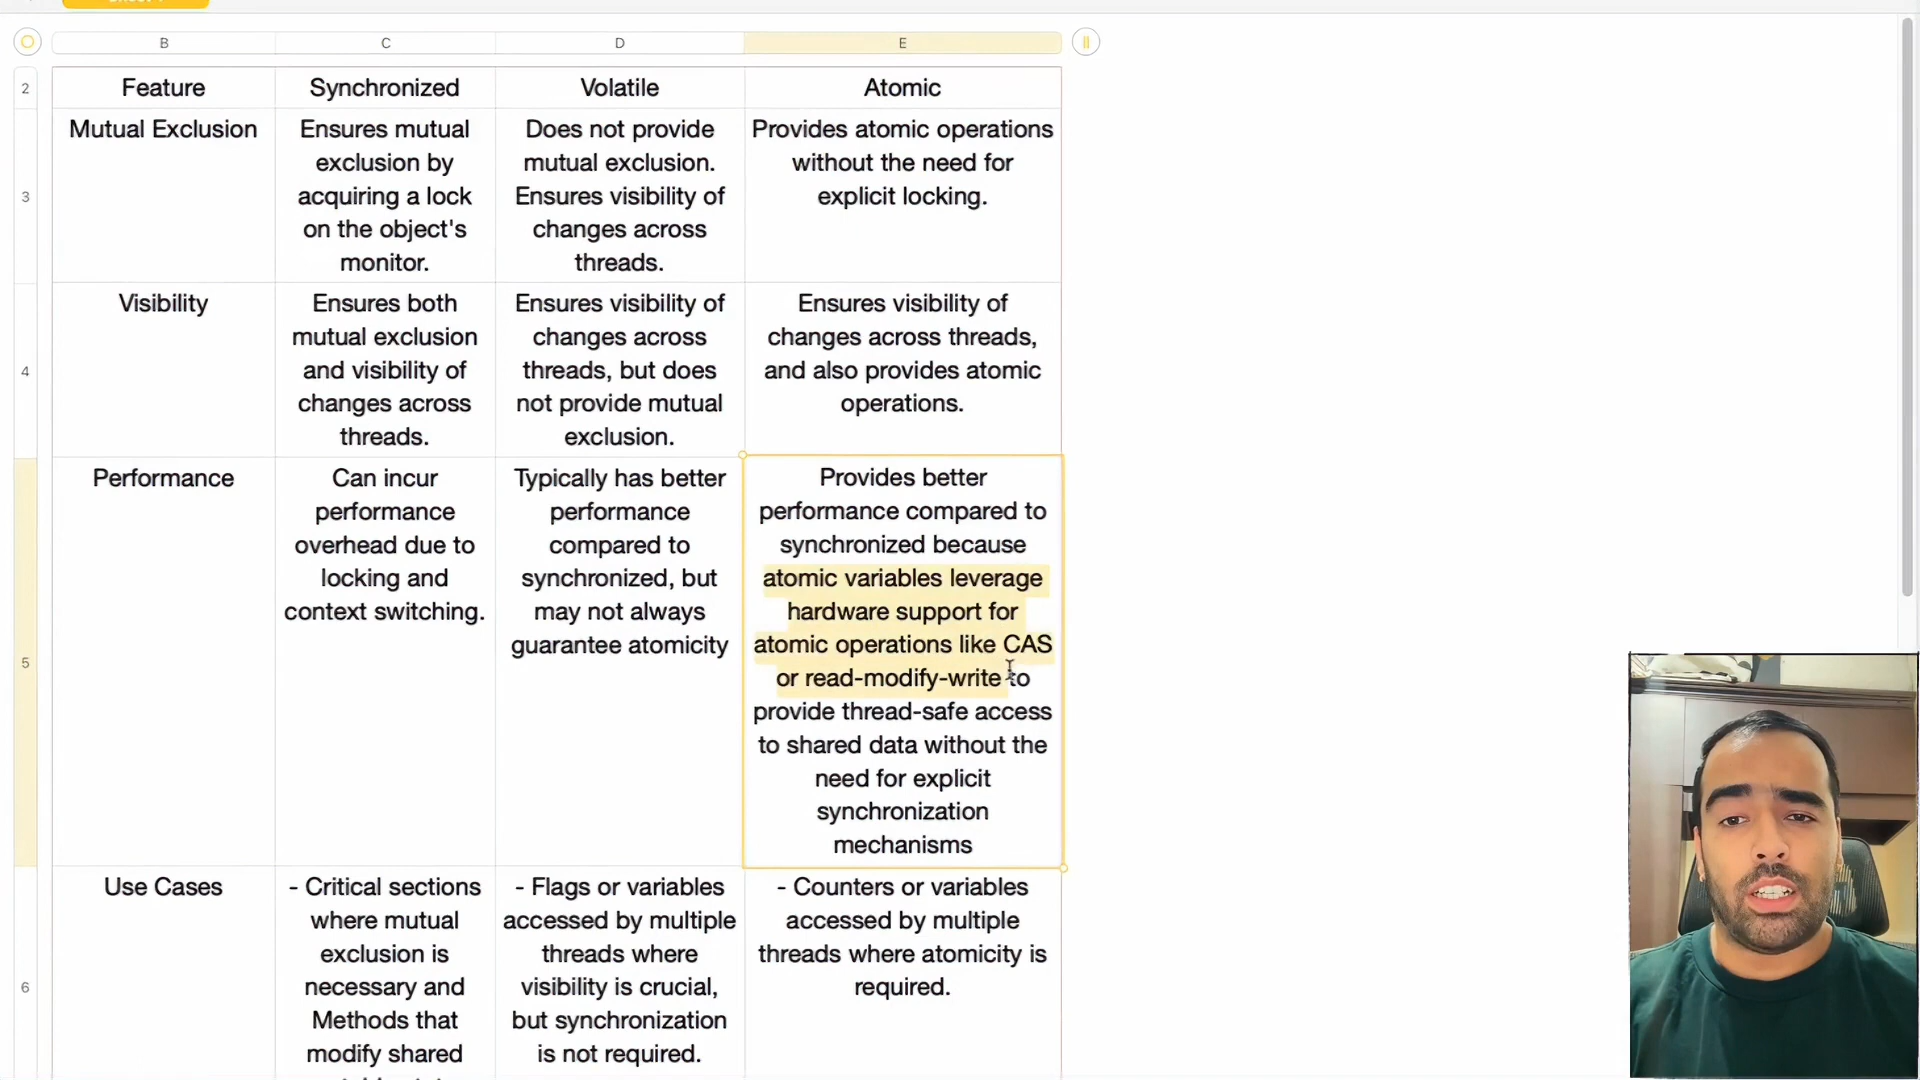 B C D E
2
Feature Synchronized Volatile Atomic
3
Mutual Exclusion
Ensures mutual
exclusion by
acquiring a lock
on the object's
monitor.
Does not provide
mutual exclusion.
Ensures visibility of
changes across
threads.
Provides atomic operations
without the need for
explicit locking.
4
Visibility
Ensures both
mutual exclusion
and visibility of
changes across
threads.
Ensures visibility of
changes across
threads, but does
not provide mutual
exclusion.
Ensures visibility of
changes across threads,
and also provides atomic
operations.
5
Performance
Can incur
performance
overhead due to
locking and
context switching.
Typically has better
performance
compared to
synchronized, but
may not always
guarantee atomicity
Provides better
performance compared to
synchronized because
atomic variables leverage
hardware support for
atomic operations like CAS
or read-modify-write to
provide thread-safe access
to shared data without the
need for explicit
synchronization
mechanisms
6
Use Cases
- Critical sections
where mutual
exclusion is
necessary and
Methods that
modify shared
- Flags or variables
accessed by multiple
threads where
visibility is crucial,
but synchronization
is not required.
- Counters or variables
accessed by multiple
threads where atomicity is
required.